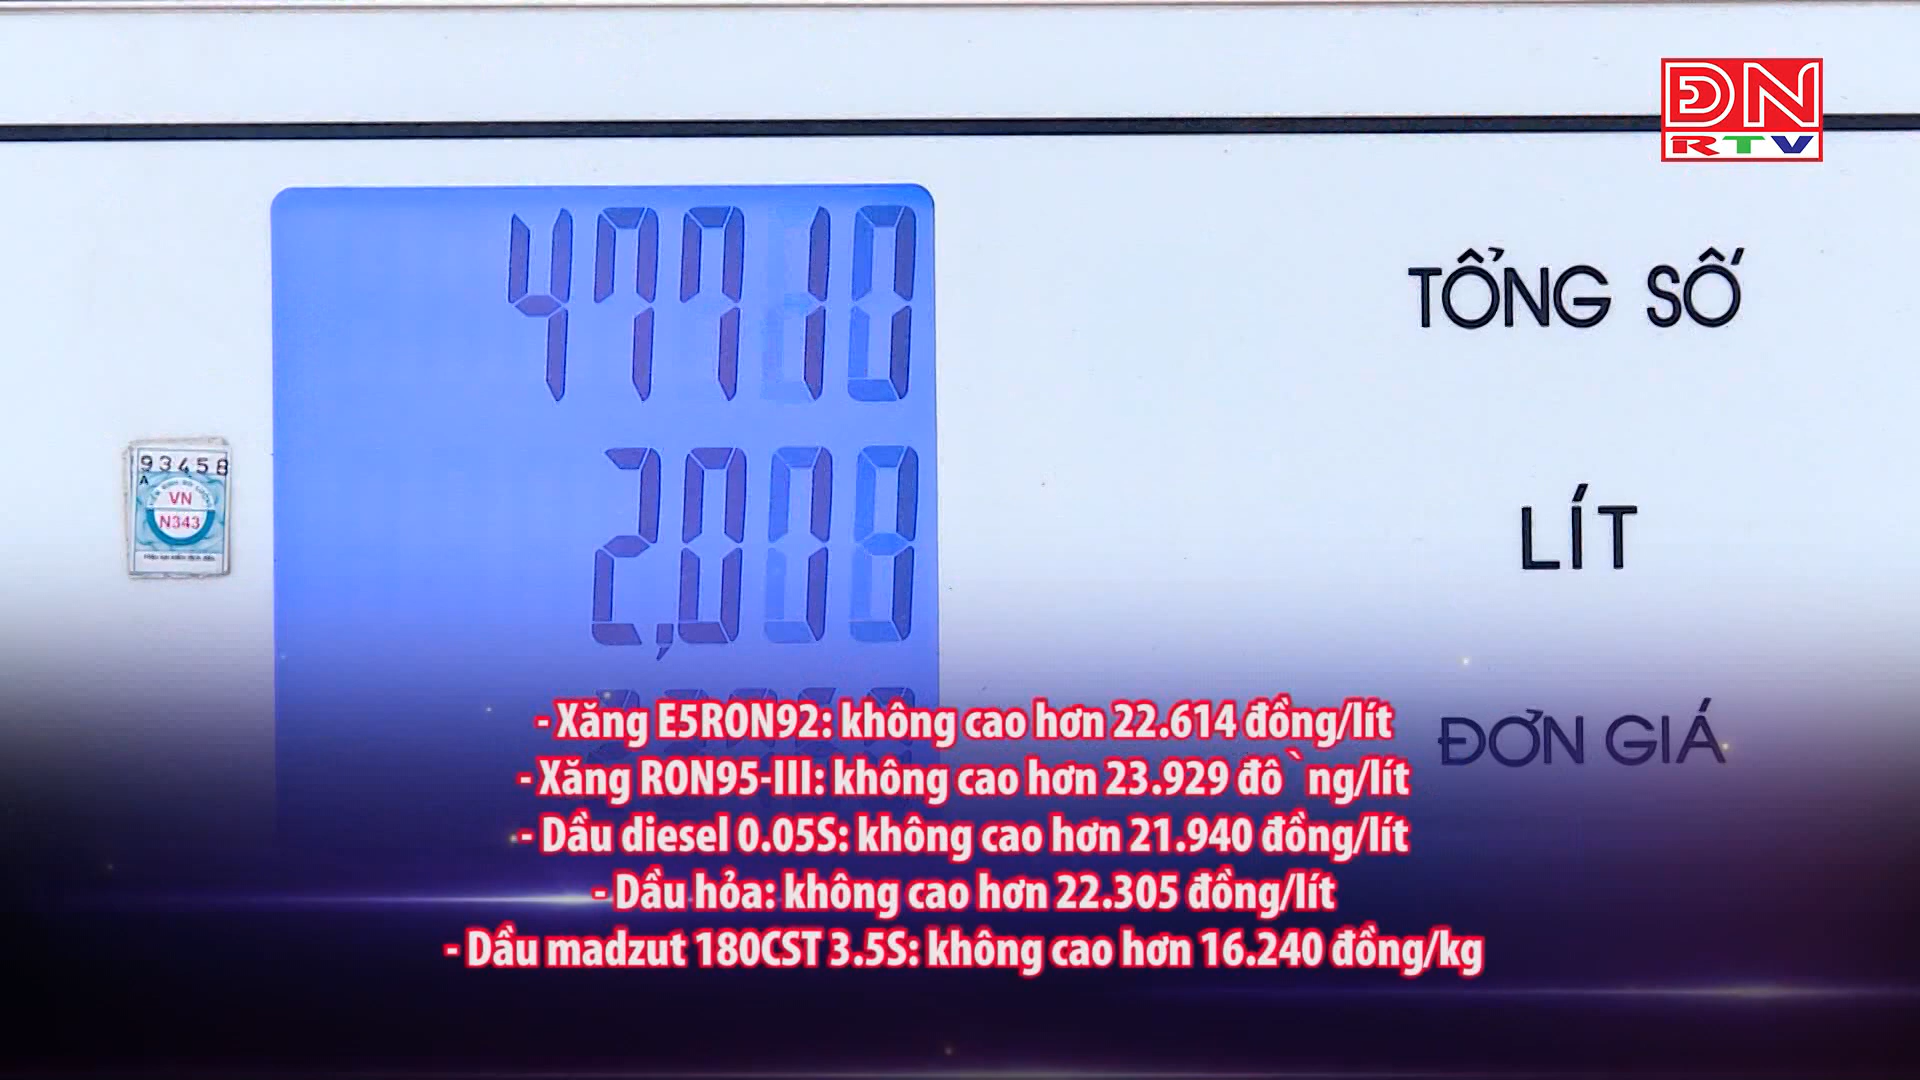 ĐN
RTV
TỔNG SỐ
93458
A
VN
N343
LÍT
ĐƠN GIÁ
- Xăng E5RON92: không cao hơn 22.614 đồng/lít
- Xăng RON95-III: không cao hơn 23.929 đô`ng/lít
- Dầu diesel 0.05S: không cao hơn 21.940 đồng/lít
- Dầu hỏa: không cao hơn 22.305 đồng/lít
- Dầu madzut 180CST 3.5S: không cao hơn 16.240 đồng/kg